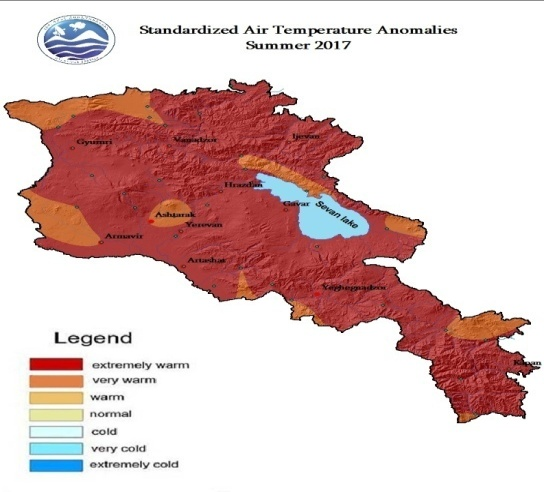 Standardized Air Temperature Anomalies
Summer 2017
Gyumri
Vanadzor
Ijevan
Hrazdan
Gavar
Sevan lake
Ashtarak
Yerevan
Armavir
Artashat
Yeghegnadzor
Kapan
Legend
extremely warm
very warm
warm
normal
cold
very cold
extremely cold